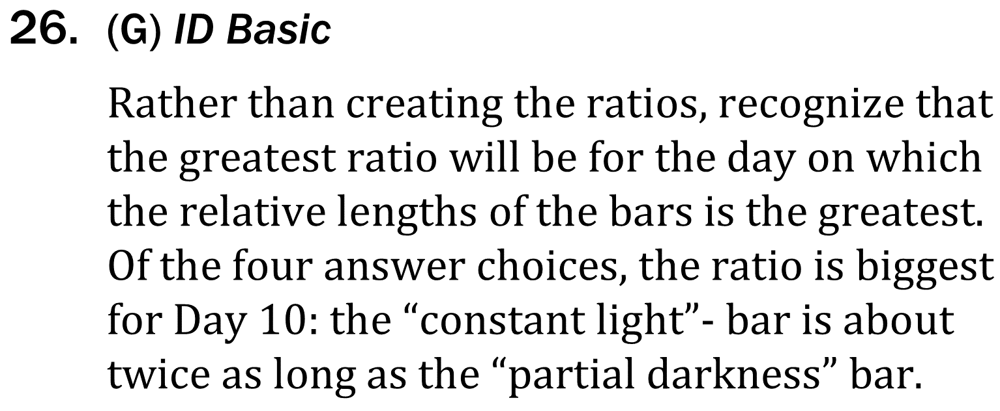 26. (G) ID Basic
Rather than creating the ratios, recognize that
the greatest ratio will be for the day on which
the relative lengths of the bars is the greatest.
Of the four answer choices, the ratio is biggest
for Day 10: the “constant light”- bar is about
twice as long as the “partial darkness” bar.